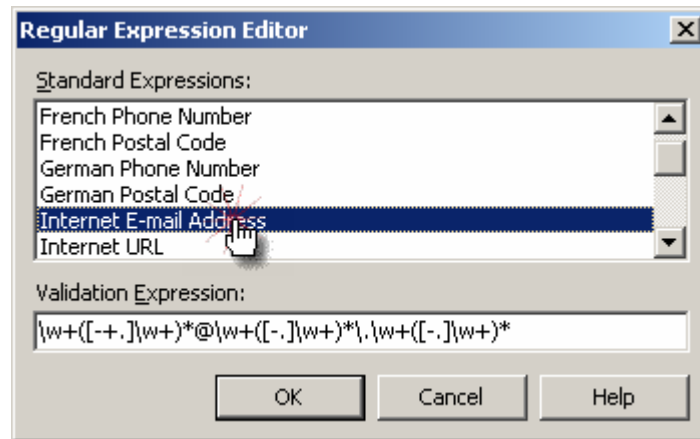 Regular Expression Editor
Standard Expressions:
French Phone Number
French Postal Code
German Phone Number
German Postal Code
Internet E-mail Address
Internet URL
Validation Expression:
\w+([-+.]\w+)*@\w+([-.]\w+)*\.\w+([-.]\w+)*
OK Cancel Help